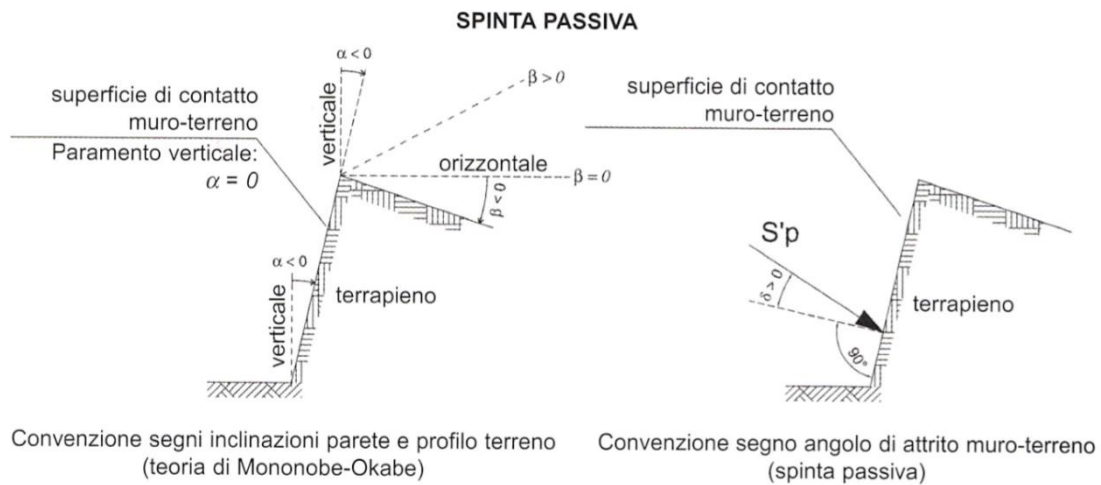 SPINTA PASSIVA
α < 0
superficie di contatto
muro-terreno
Paramento verticale:
α = 0
verticale
β > 0
orizzontale
β = 0
β < 0
α < 0
verticale
terrapieno
Convenzione segni inclinazioni parete e profilo terreno
(teoria di Mononobe-Okabe)
superficie di contatto
muro-terreno
S'p
δ > 0
90°
terrapieno
Convenzione segno angolo di attrito muro-terreno
(spinta passiva)